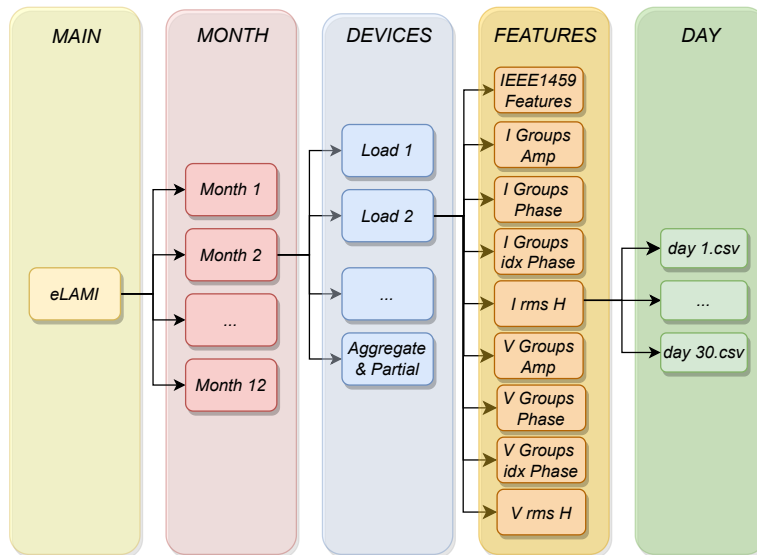 MAIN
MONTH
DEVICES
FEATURES
DAY
eLAMI
Month 1
Month 2
...
Month 12
Load 1
Load 2
...
Aggregate
& Partial
IEEE1459
Features
I Groups
Amp
I Groups
Phase
I Groups
idx Phase
I rms H
V Groups
Amp
V Groups
Phase
V Groups
idx Phase
V rms H
day 1.csv
...
day 30.csv